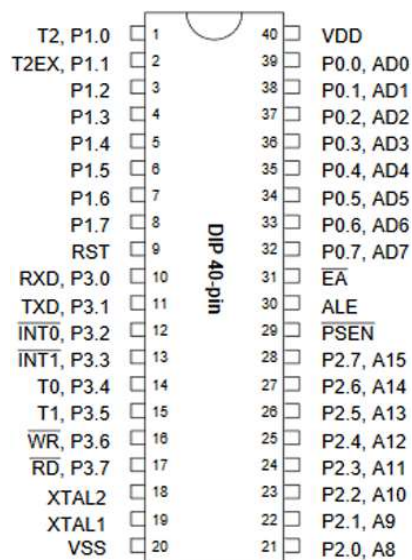 T2, P1.0 1 40 VDD
T2EX, P1.1 2 39 P0.0, AD0
P1.2 3 38 P0.1, AD1
P1.3 4 37 P0.2, AD2
P1.4 5 36 P0.3, AD3
P1.5 6 35 P0.4, AD4
P1.6 7 34 P0.5, AD5
P1.7 8 33 P0.6, AD6
RST 9 32 P0.7, AD7
RXD, P3.0 10 31 E̅A̅
TXD, P3.1 11 30 ALE
I̅N̅T̅0̅, P3.2 12 29 P̅S̅E̅N̅
I̅N̅T̅1̅, P3.3 13 28 P2.7, A15
T0, P3.4 14 27 P2.6, A14
T1, P3.5 15 26 P2.5, A13
W̅R̅, P3.6 16 25 P2.4, A12
R̅D̅, P3.7 17 24 P2.3, A11
XTAL2 18 23 P2.2, A10
XTAL1 19 22 P2.1, A9
VSS 20 21 P2.0, A8
DIP 40-pin